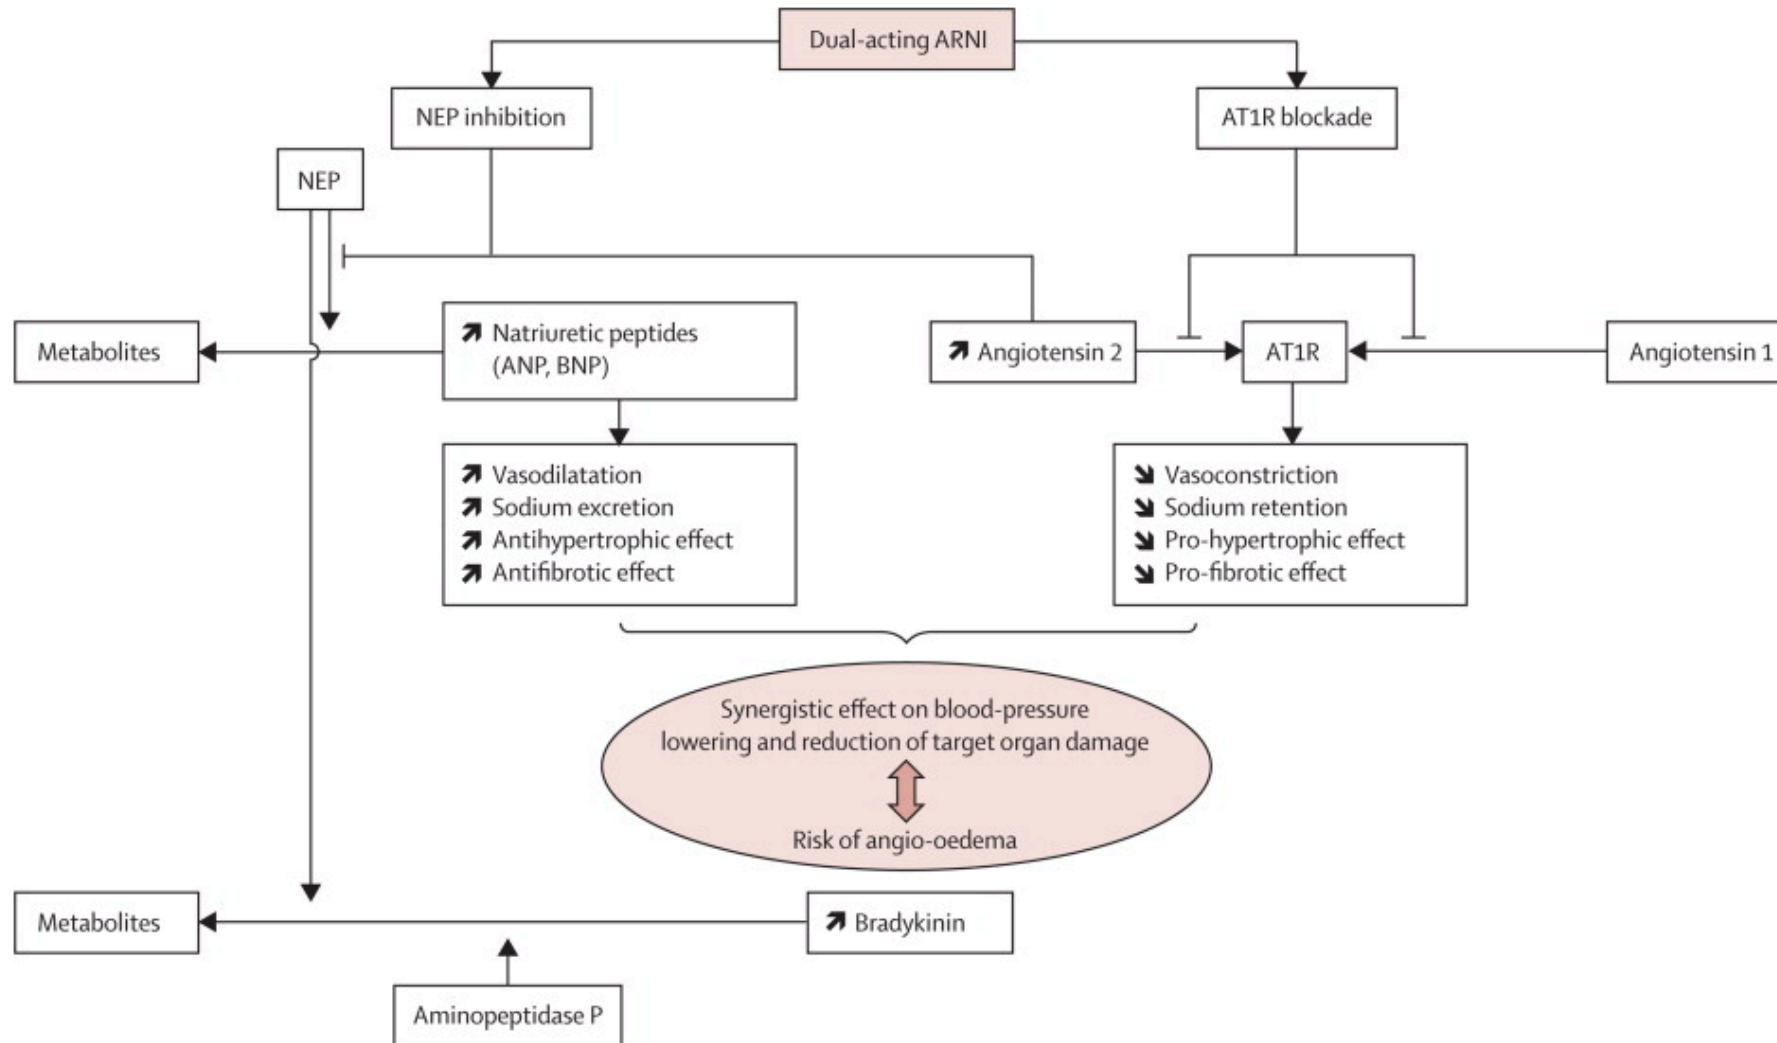 Dual-acting ARNI
NEP inhibition
AT1R blockade
NEP
Metabolites
Natriuretic peptides
(ANP, BNP)
Angiotensin 2
AT1R
Angiotensin 1
Vasodilatation
Sodium excretion
Antihypertrophic effect
Antifibrotic effect
Vasoconstriction
Sodium retention
Pro-hypertrophic effect
Pro-fibrotic effect
Synergistic effect on blood-pressure
lowering and reduction of target organ damage
Risk of angio-oedema
Metabolites
Bradykinin
Aminopeptidase P